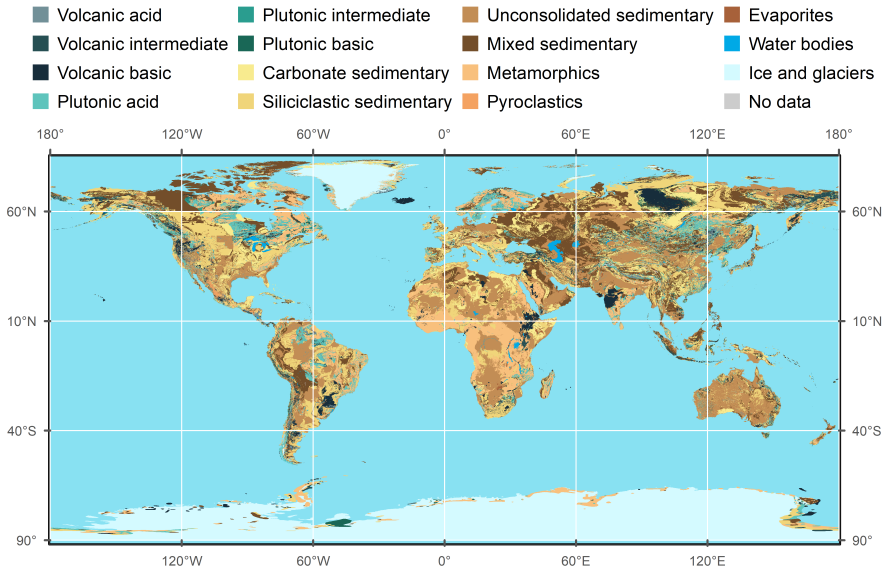 Volcanic acid Plutonic intermediate Unconsolidated sedimentary Evaporites
Volcanic intermediate Plutonic basic Mixed sedimentary Water bodies
Volcanic basic Carbonate sedimentary Metamorphics Ice and glaciers
Plutonic acid Siliciclastic sedimentary Pyroclastics No data
180° 120°W 60°W 0° 60°E 120°E 180°
60°N 60°N
10°N 10°N
40°S 40°S
90° 90°
120°W 60°W 0° 60°E 120°E